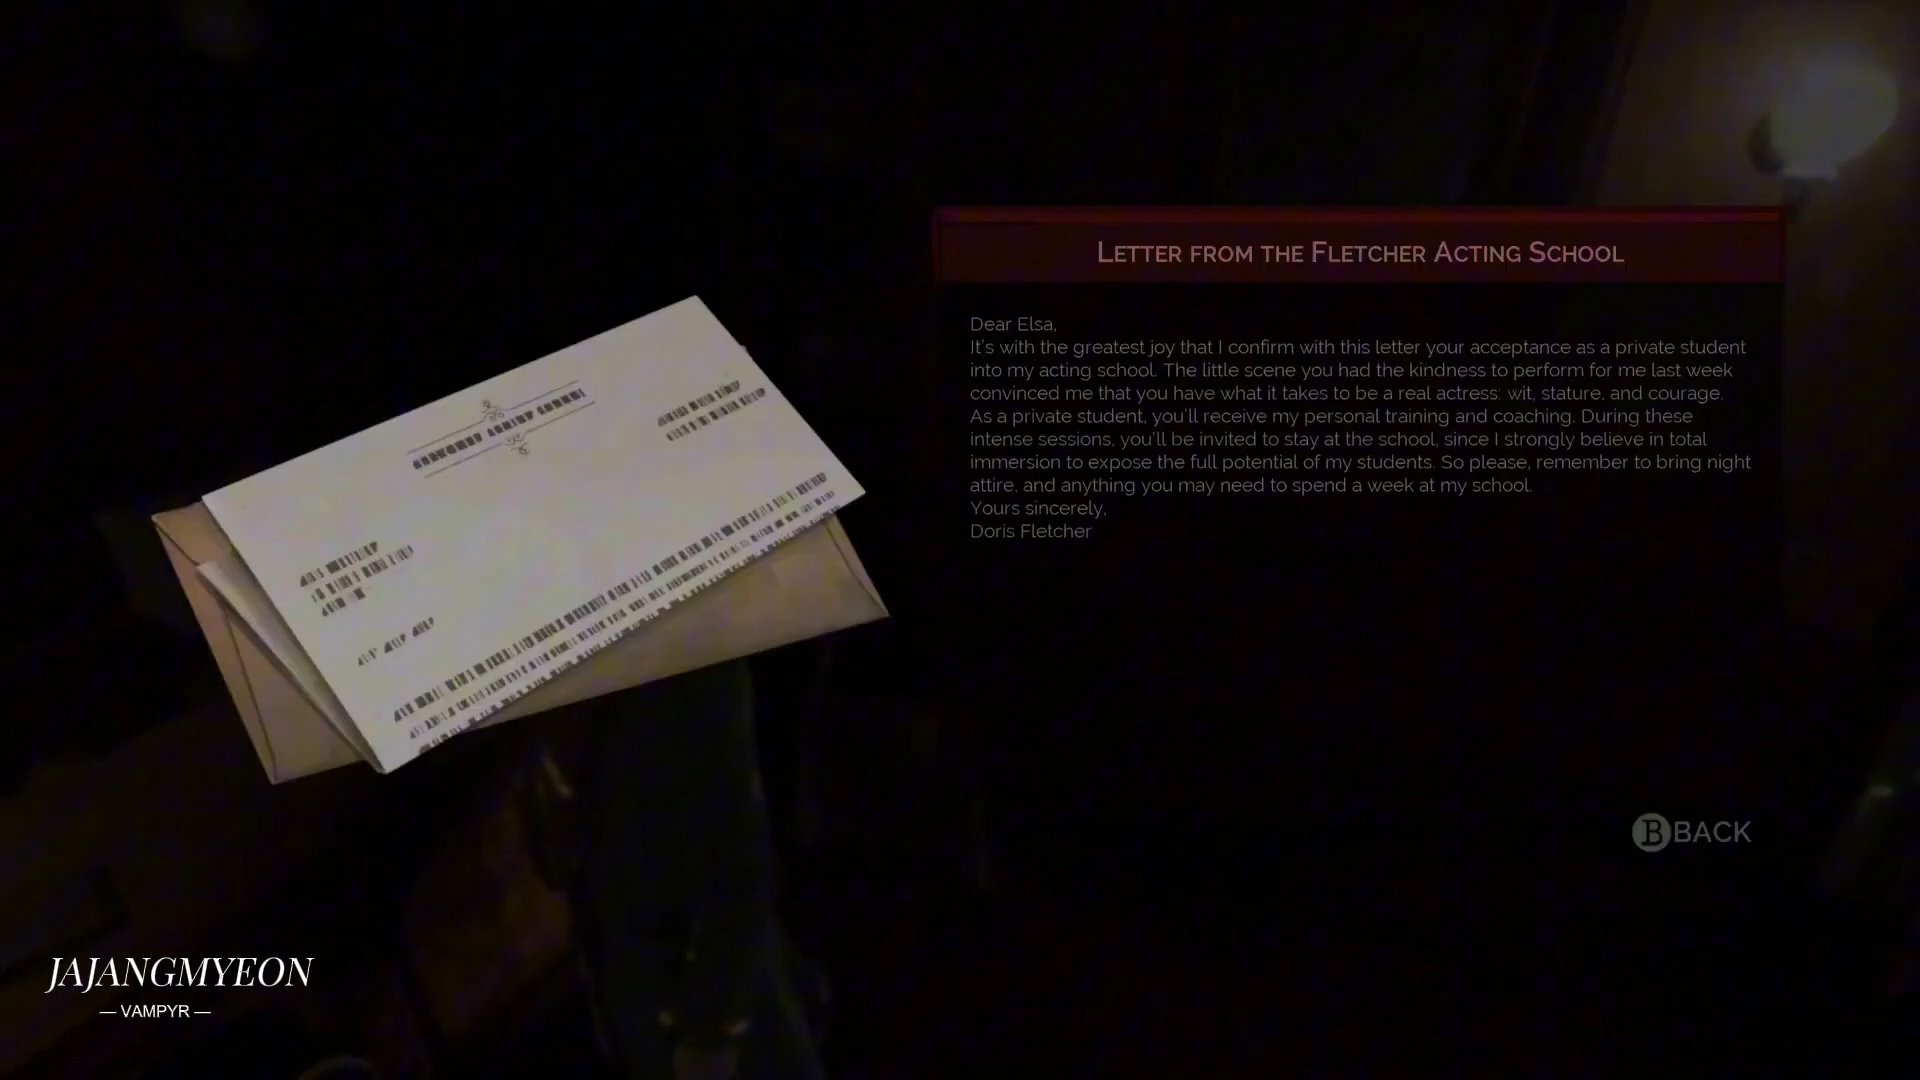 LETTER FROM THE FLETCHER ACTING SCHOOL
Dear Elsa,
It's with the greatest joy that I confirm with this letter your acceptance as a private student
into my acting school. The little scene you had the kindness to perform for me last week
convinced me that you have what it takes to be a real actress: wit, stature, and courage.
As a private student, you'll receive my personal training and coaching. During these
intense sessions, you'll be invited to stay at the school, since I strongly believe in total
immersion to expose the full potential of my students. So please, remember to bring night
attire, and anything you may need to spend a week at my school.
Yours sincerely,
Doris Fletcher
B BACK
JAJANGMYEON
— VAMPYR —